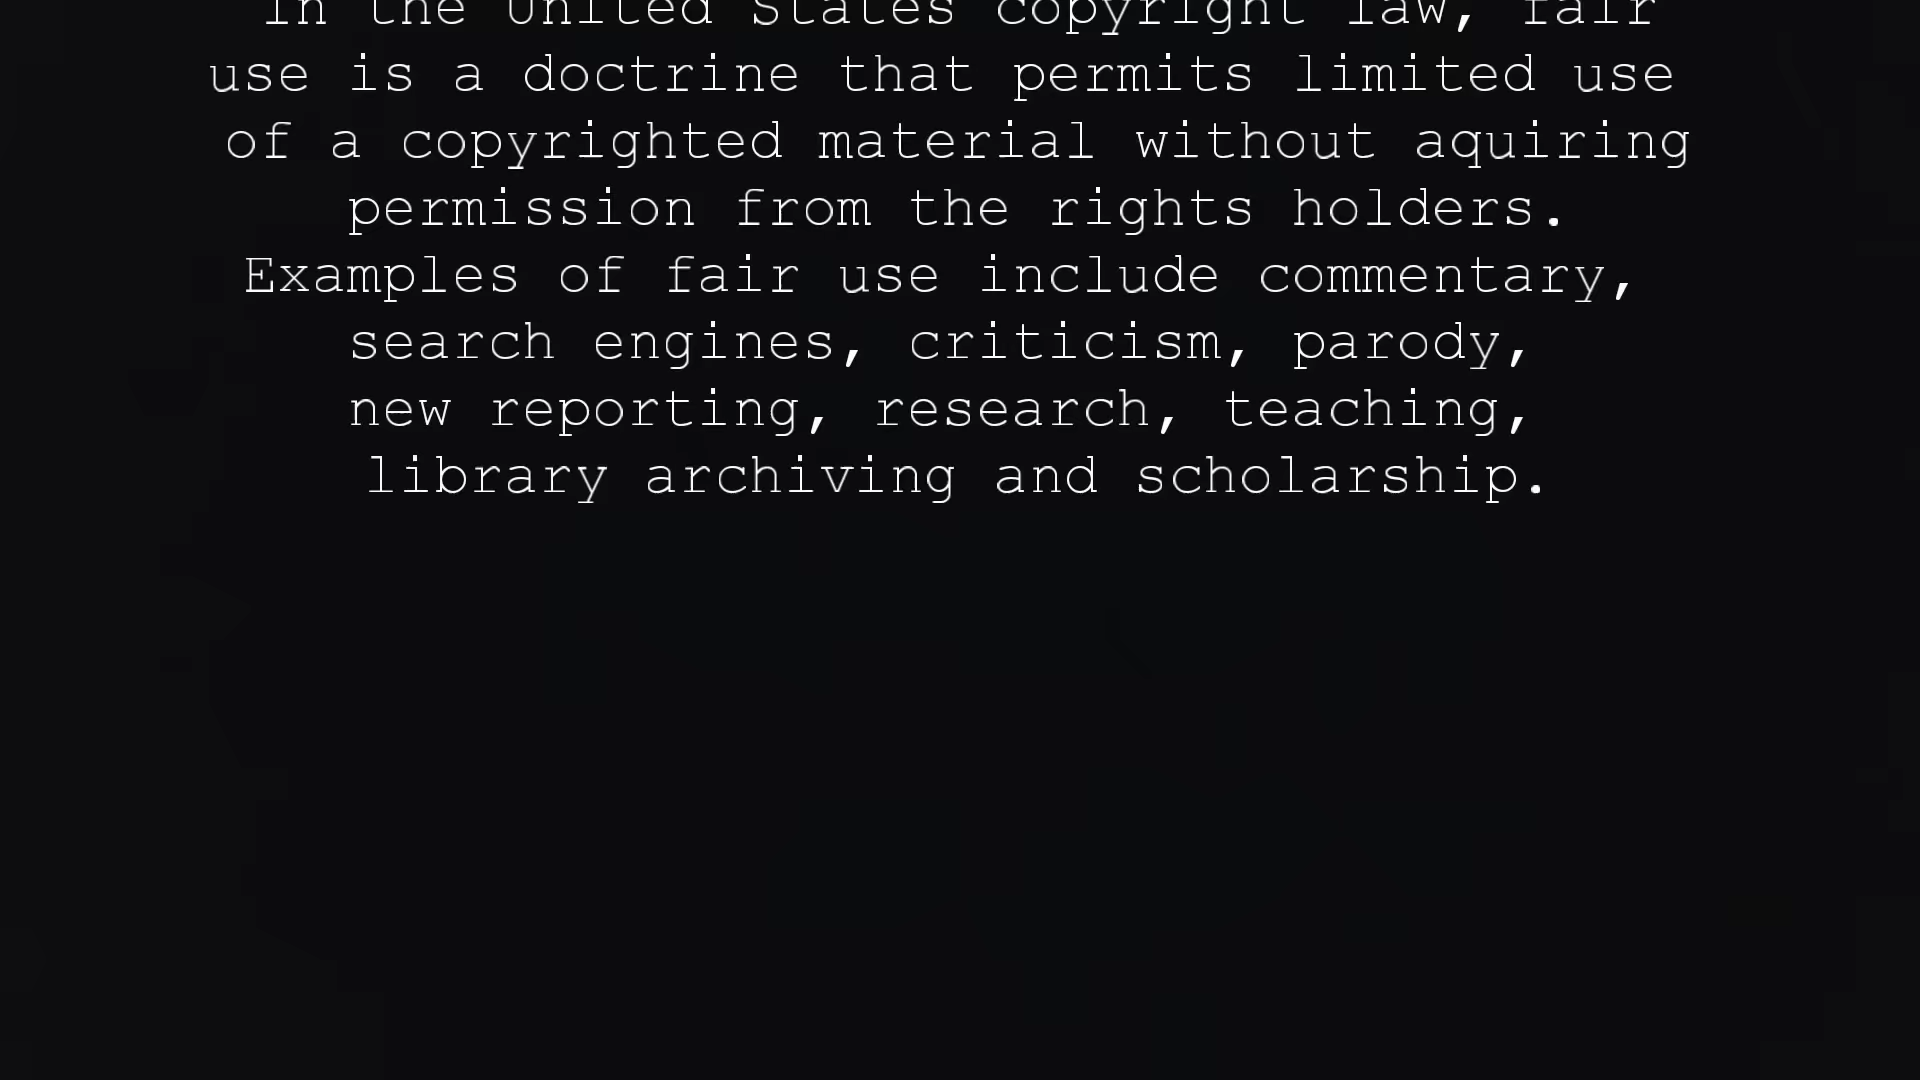 In the United States copyright law, fair
use is a doctrine that permits limited use
of a copyrighted material without aquiring
permission from the rights holders.
Examples of fair use include commentary,
search engines, criticism, parody,
new reporting, research, teaching,
library archiving and scholarship.